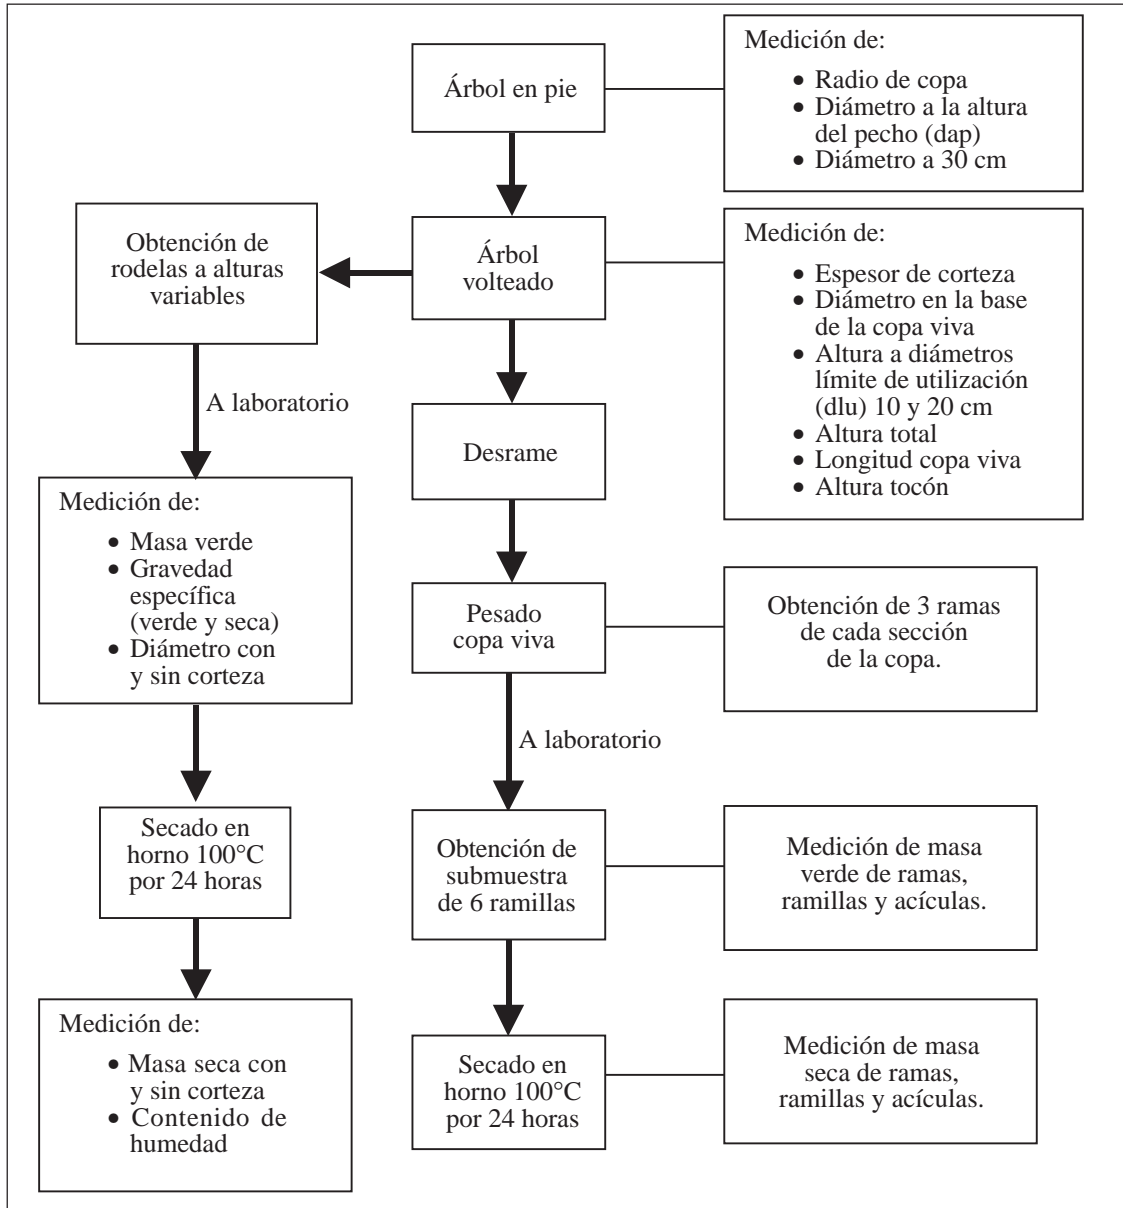 Árbol en pie
Medición de:
• Radio de copa
• Diámetro a la altura
del pecho (dap)
• Diámetro a 30 cm
Obtención de
rodelas a alturas
variables
Árbol
volteado
Medición de:
• Espesor de corteza
• Diámetro en la base
de la copa viva
• Altura a diámetros
límite de utilización
(dlu) 10 y 20 cm
• Altura total
• Longitud copa viva
• Altura tocón
A laboratorio
Desrame
Medición de:
• Masa verde
• Gravedad
específica
(verde y seca)
• Diámetro con
y sin corteza
Pesado
copa viva
Obtención de 3 ramas
de cada sección
de la copa.
A laboratorio
Secado en
horno 100°C
por 24 horas
Obtención de
submuestra
de 6 ramillas
Medición de masa
verde de ramas,
ramillas y acículas.
Medición de:
• Masa seca con
y sin corteza
• Contenido de
humedad
Secado en
horno 100°C
por 24 horas
Medición de masa
seca de ramas,
ramillas y acículas.